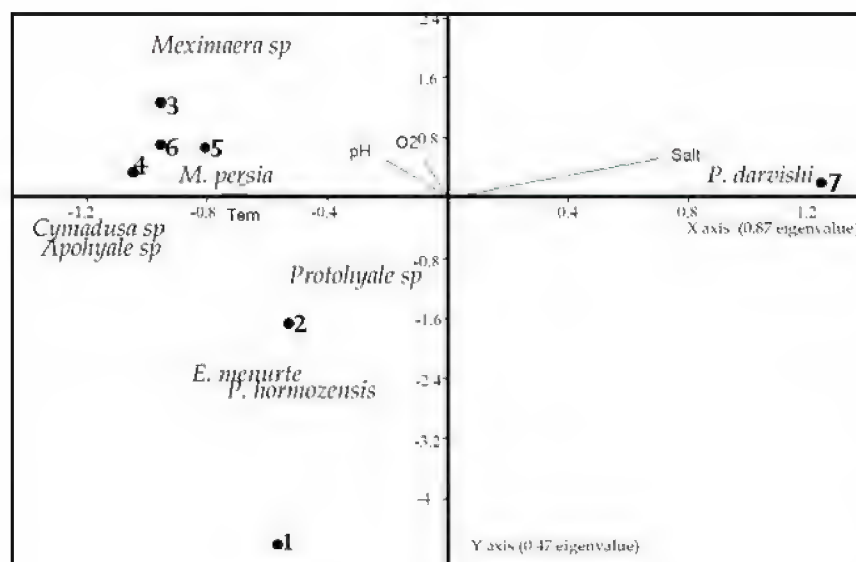 2.4
Meximaera sp
1.6
3
0.8
6 5
O2
pH
4
Salt
M. persia
P. darvishi
7
-1.2 -0.8 -0.4 0.4 0.8 1.2
Tem
X axis (0.87 eigenvalue)
Cymadusa sp
Apohyale sp
-0.8
Protohyale sp
-1.6
2
E. menurte
-2.4
P. hormozensis
-3.2
-4
1
Y axis (0.47 eigenvalue)